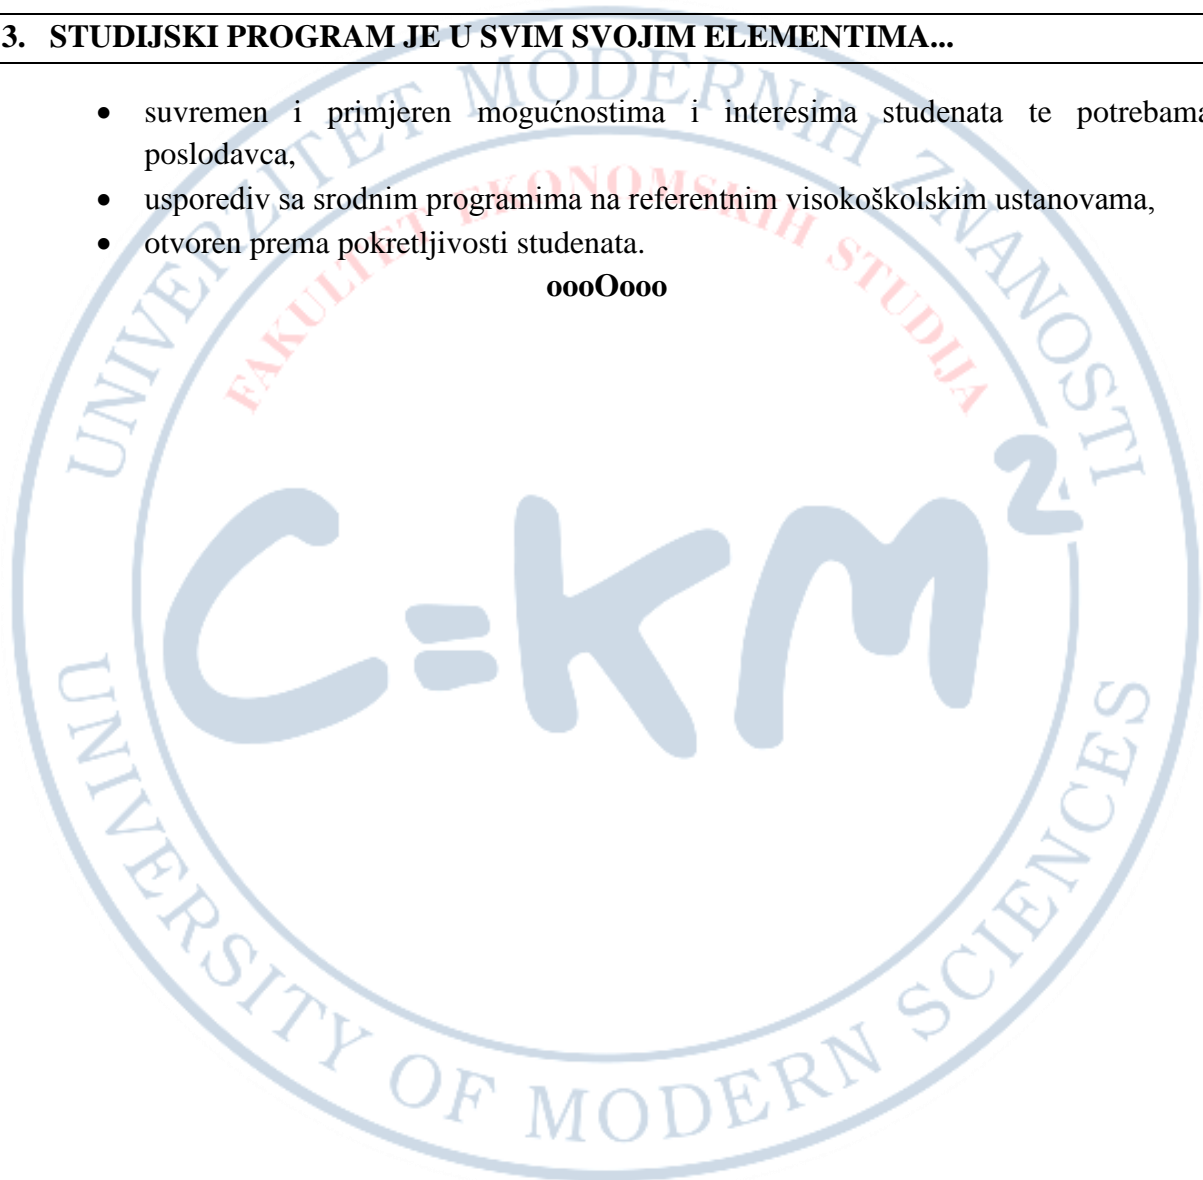 3. STUDIJSKI PROGRAM JE U SVIM SVOJIM ELEMENTIMA...
• suvremen i primjeren mogućnostima i interesima studenata te potrebama
poslodavca,
• usporediv sa srodnim programima na referentnim visokoškolskim ustanovama,
• otvoren prema pokretljivosti studenata.
oooOooo
UNIVERZITET MODERNIH ZNANOSTI
FAKULTET EKONOMSKIH STUDIJA
C=KM²
UNIVERSITY OF MODERN SCIENCES